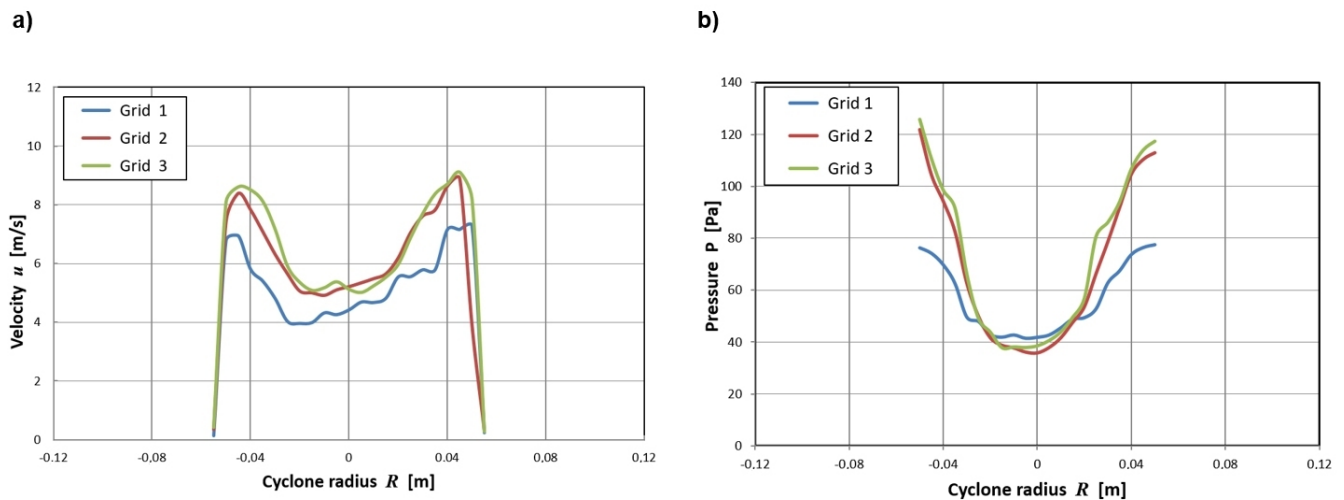 a)
12
10
8
6
4
2
0
Velocity u [m/s]
Grid 1
Grid 2
Grid 3
-0.12 -0.08 -0.04 0 0.04 0.08 0.12
Cyclone radius R [m]
b)
140
120
100
80
60
40
20
0
Pressure P [Pa]
Grid 1
Grid 2
Grid 3
-0.12 -0.08 -0.04 0 0.04 0.08 0.12
Cyclone radius R [m]